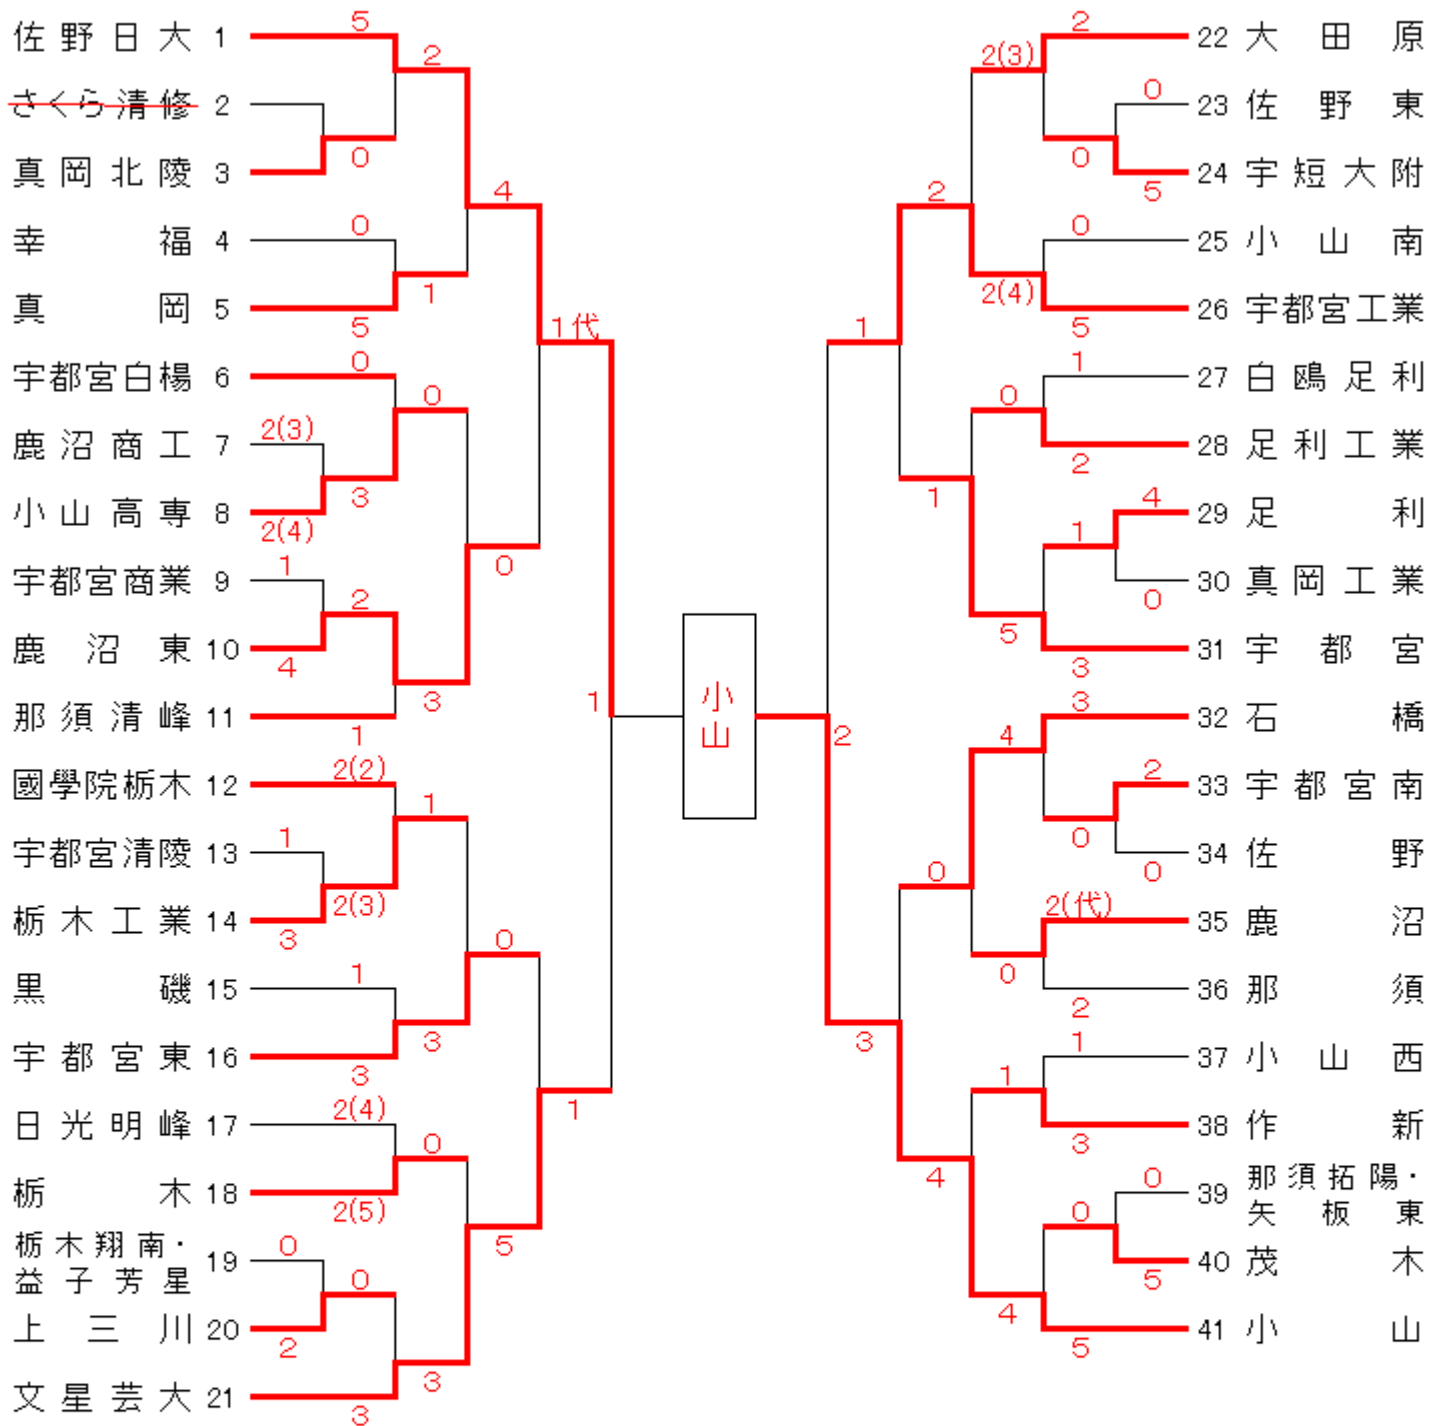 佐野日大 1
さくら清修 2
真岡北陵 3
幸福 4
真岡 5
宇都宮白楊 6
鹿沼商工 7
小山高専 8
宇都宮商業 9
鹿沼東 10
那須清峰 11
國學院栃木 12
宇都宮清陵 13
栃木工業 14
黒磯 15
宇都宮東 16
日光明峰 17
栃木 18
栃木翔南・
益子芳星 19
上三川 20
文星芸大 21
5
0
0
5
0
2(3)
2(4)
1
4
1
2(2)
1
3
1
3
2(4)
2(5)
0
2
3
2
0
1
0
3
2
3
1
2(3)
3
0
0
3
4
0
0
5
1代
1
1
小山
2
1
3
2
1
0
4
2(3)
2(4)
0
5
4
0
1
4
2
0
0
5
0
5
1
2
1
4
0
3
3
0
2
0
2(代)
2
1
3
0
0
5
5
22 大田原
23 佐野東
24 宇短大附
25 小山南
26 宇都宮工業
27 白鴎足利
28 足利工業
29 足利
30 真岡工業
31 宇都宮
32 石橋
33 宇都宮南
34 佐野
35 鹿沼
36 那須
37 小山西
38 作新
39 那須拓陽・
矢板東
40 茂木
41 小山